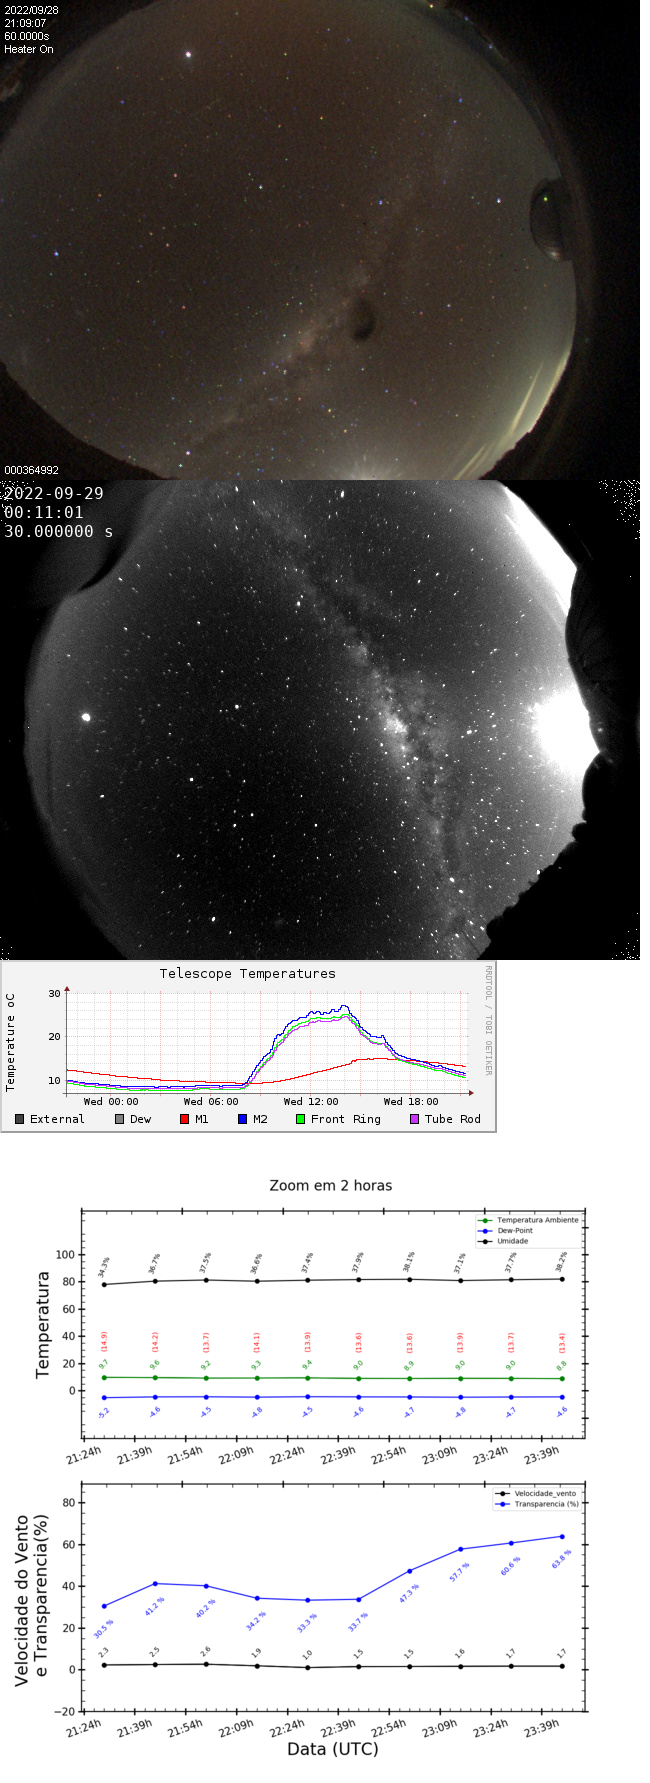 2022/09/28
21:09:07
60.0000s
Heater On
000364992
2022-09-29
00:11:01
30.000000 s
Telescope Temperatures
Temperature oC
30
20
10
Wed 00:00 Wed 06:00 Wed 12:00 Wed 18:00
External Dew M1 M2 Front Ring Tube Rod
RRDTOOL / TOBI OETIKER
Zoom em 2 horas
Temperatura
Temperatura Ambiente
Dew-Point
Umidade
100
80
60
40
20
0
34.3% 36.7% 37.5% 36.6% 37.4% 37.9% 38.1% 37.1% 37.7% 38.2%
(14.9) (14.2) (13.7) (14.1) (13.9) (13.6) (13.6) (13.9) (13.7) (13.4)
9.7 9.6 9.2 9.3 9.4 9.0 8.9 9.0 9.0 8.8
-5.2 -4.6 -4.5 -4.8 -4.5 -4.6 -4.7 -4.8 -4.7 -4.6
21:24h 21:39h 21:54h 22:09h 22:24h 22:39h 22:54h 23:09h 23:24h 23:39h
Velocidade do Vento
e Transparencia(%)
Velocidade_vento
Transparencia (%)
80
60
40
20
0
−20
30.5 % 41.2 % 40.2 % 34.2 % 33.3 % 33.7 % 47.3 % 57.7 % 60.6 % 63.8 %
2.3 2.5 2.6 1.9 1.0 1.5 1.5 1.6 1.7 1.7
21:24h 21:39h 21:54h 22:09h 22:24h 22:39h 22:54h 23:09h 23:24h 23:39h
Data (UTC)